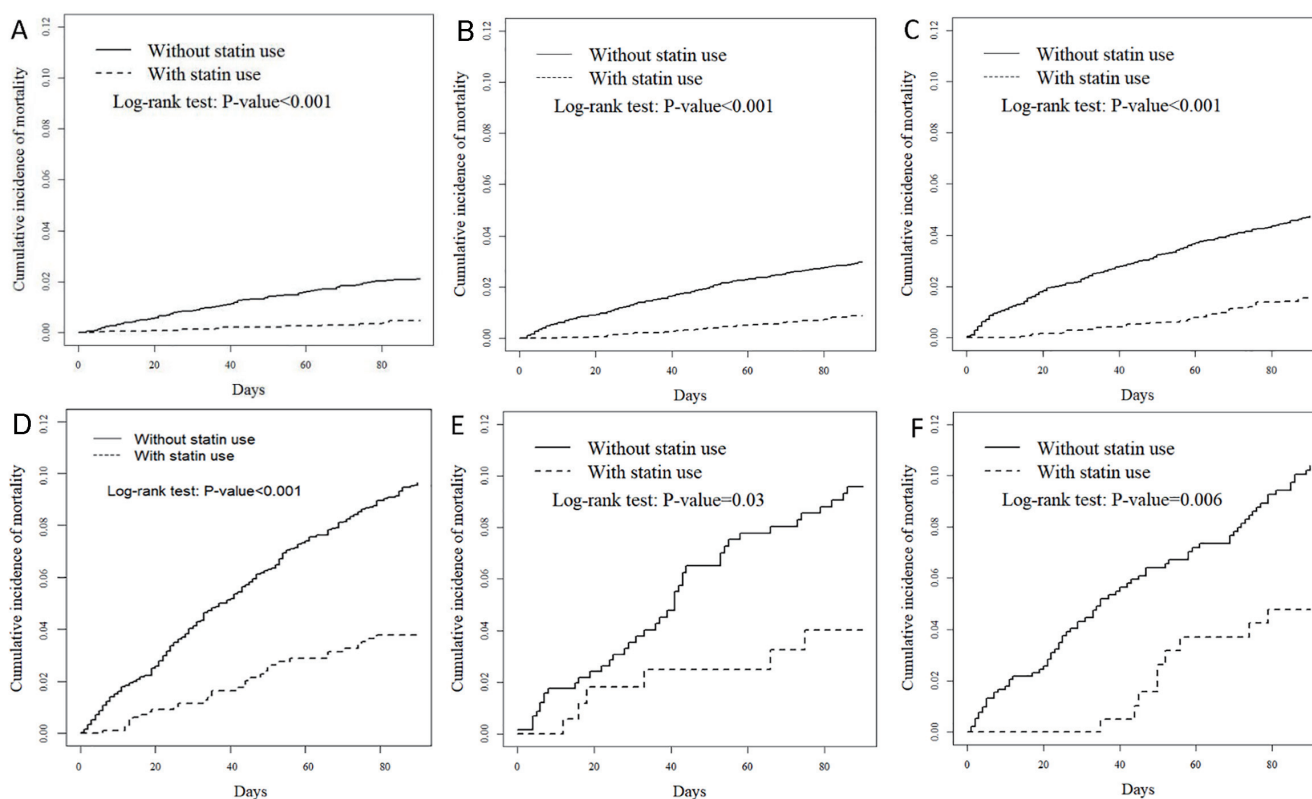 A
Without statin use
With statin use
Log-rank test: P-value<0.001
Cumulative incidence of mortality
0.12
0.10
0.08
0.06
0.04
0.02
0.00
0
20
40
60
80
Days
B
Without statin use
With statin use
Log-rank test: P-value<0.001
Cumulative incidence of mortality
0.12
0.10
0.08
0.06
0.04
0.02
0.00
0
20
40
60
80
Days
C
Without statin use
With statin use
Log-rank test: P-value<0.001
Cumulative incidence of mortality
0.12
0.10
0.08
0.06
0.04
0.02
0.00
0
20
40
60
80
Days
D
Without statin use
With statin use
Log-rank test: P-value<0.001
Cumulative incidence of mortality
0.12
0.10
0.08
0.06
0.04
0.02
0.00
0
20
40
60
80
Days
E
Without statin use
With statin use
Log-rank test: P-value=0.03
Cumulative incidence of mortality
0.12
0.10
0.08
0.06
0.04
0.02
0.00
0
20
40
60
80
Days
F
Without statin use
With statin use
Log-rank test: P-value=0.006
Cumulative incidence of mortality
0.12
0.10
0.08
0.06
0.04
0.02
0.00
0
20
40
60
80
Days